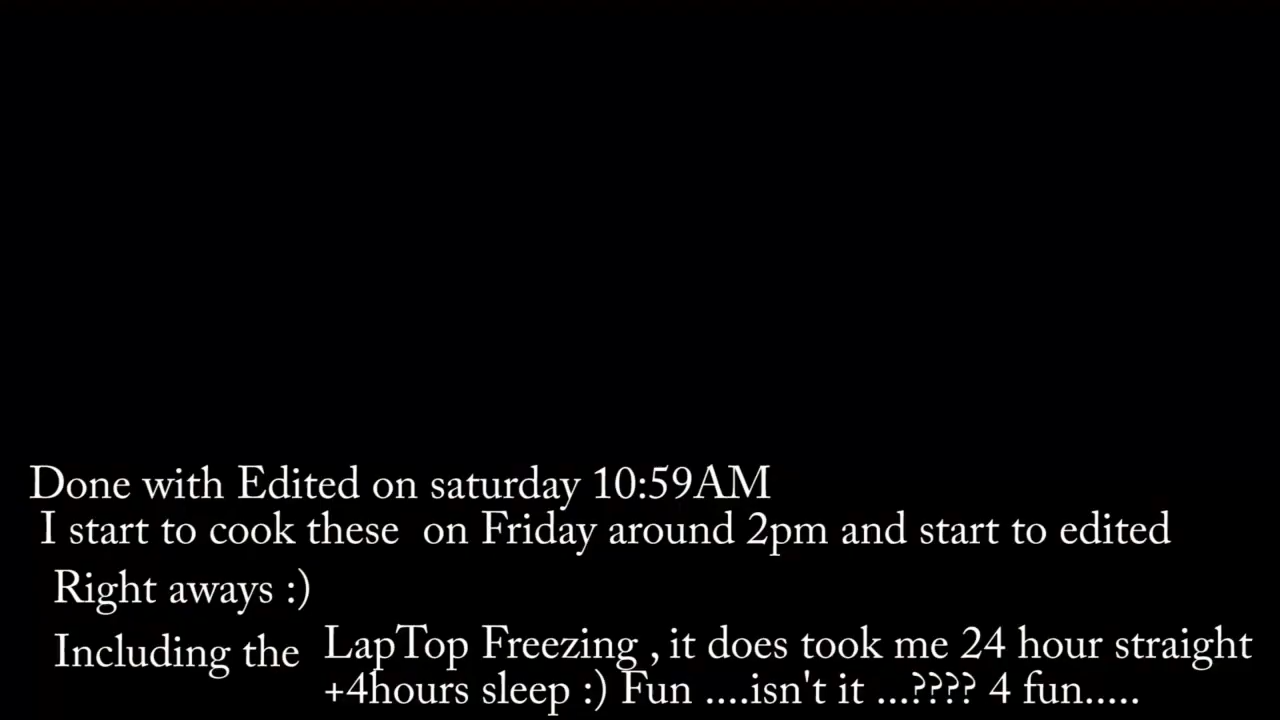 Done with Edited on saturday 10:59AM
I start to cook these on Friday around 2pm and start to edited
Right aways :)
Including the LapTop Freezing , it does took me 24 hour straight
+4hours sleep :) Fun ....isn't it ...???? 4 fun.....